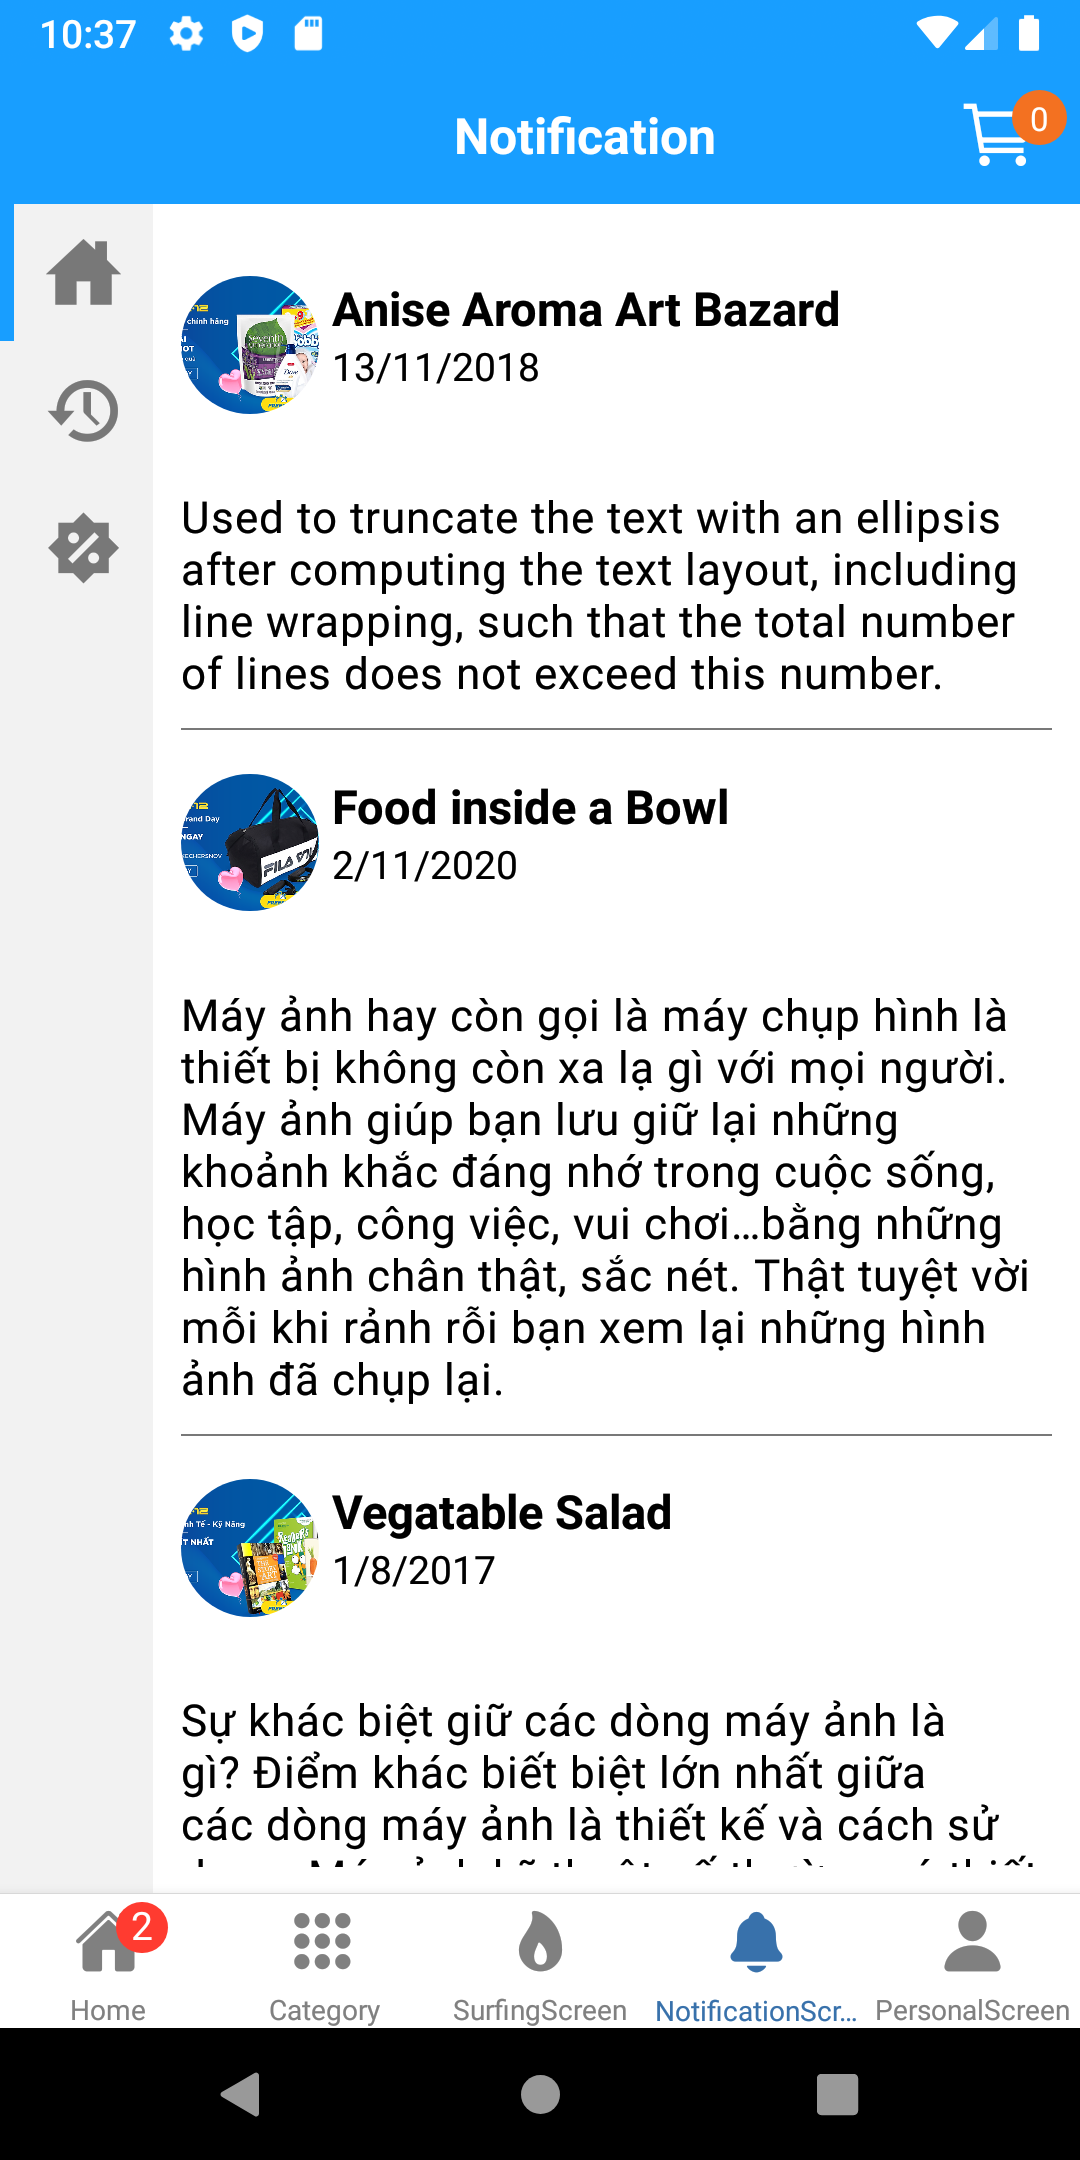 10:37
Notification
0
Anise Aroma Art Bazard
13/11/2018
Used to truncate the text with an ellipsis
after computing the text layout, including
line wrapping, such that the total number
of lines does not exceed this number.
Food inside a Bowl
2/11/2020
Máy ảnh hay còn gọi là máy chụp hình là
thiết bị không còn xa lạ gì với mọi người.
Máy ảnh giúp bạn lưu giữ lại những
khoảnh khắc đáng nhớ trong cuộc sống,
học tập, công việc, vui chơi...bằng những
hình ảnh chân thật, sắc nét. Thật tuyệt vời
mỗi khi rảnh rỗi bạn xem lại những hình
ảnh đã chụp lại.
Vegatable Salad
1/8/2017
Sự khác biệt giữ các dòng máy ảnh là
gì? Điểm khác biết biệt lớn nhất giữa
các dòng máy ảnh là thiết kế và cách sử
2
Home
Category
SurfingScreen
NotificationScr...
PersonalScreen